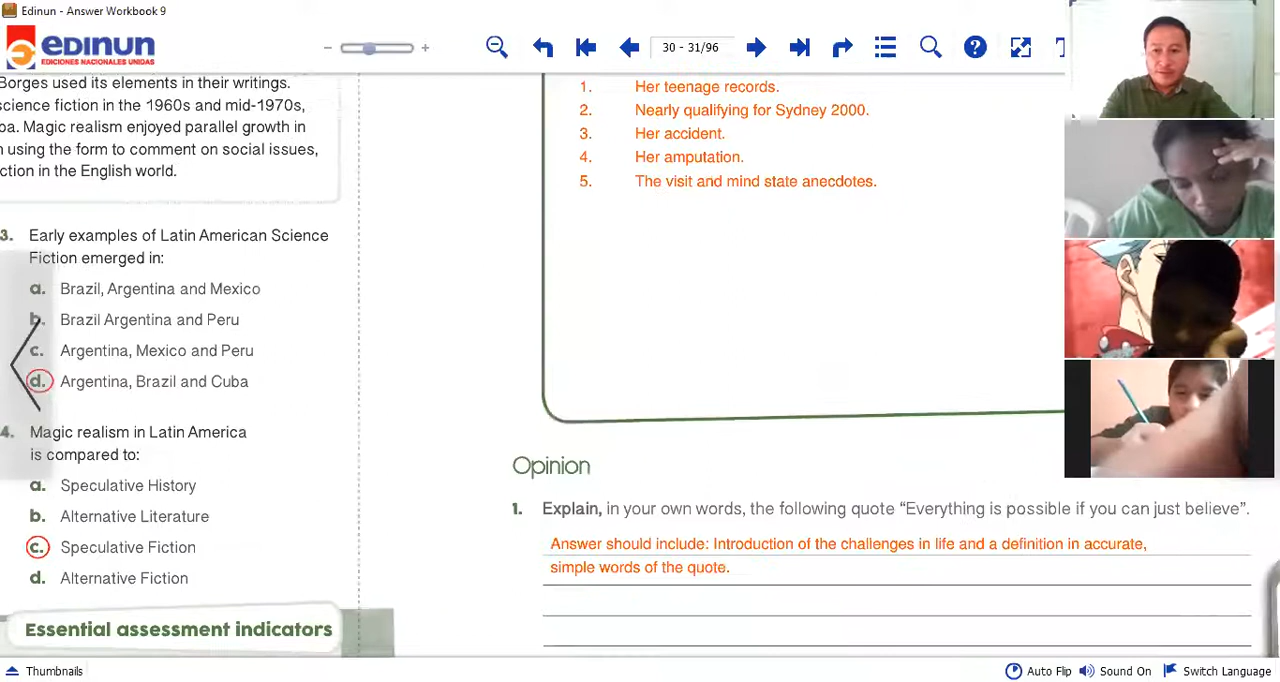 Edinun - Answer Workbook 9
edinun
EDICIONES NACIONALES UNIDAS
30 - 31/96
Borges used its elements in their writings.
science fiction in the 1960s and mid-1970s,
ba. Magic realism enjoyed parallel growth in
n using the form to comment on social issues,
ction in the English world.
3. Early examples of Latin American Science
Fiction emerged in:
a. Brazil, Argentina and Mexico
b. Brazil Argentina and Peru
c. Argentina, Mexico and Peru
d. Argentina, Brazil and Cuba
4. Magic realism in Latin America
is compared to:
a. Speculative History
b. Alternative Literature
c. Speculative Fiction
d. Alternative Fiction
Essential assessment indicators
1. Her teenage records.
2. Nearly qualifying for Sydney 2000.
3. Her accident.
4. Her amputation.
5. The visit and mind state anecdotes.
Opinion
1. Explain, in your own words, the following quote “Everything is possible if you can just believe”.
Answer should include: Introduction of the challenges in life and a definition in accurate,
simple words of the quote.
Thumbnails
Auto Flip
Sound On
Switch Language